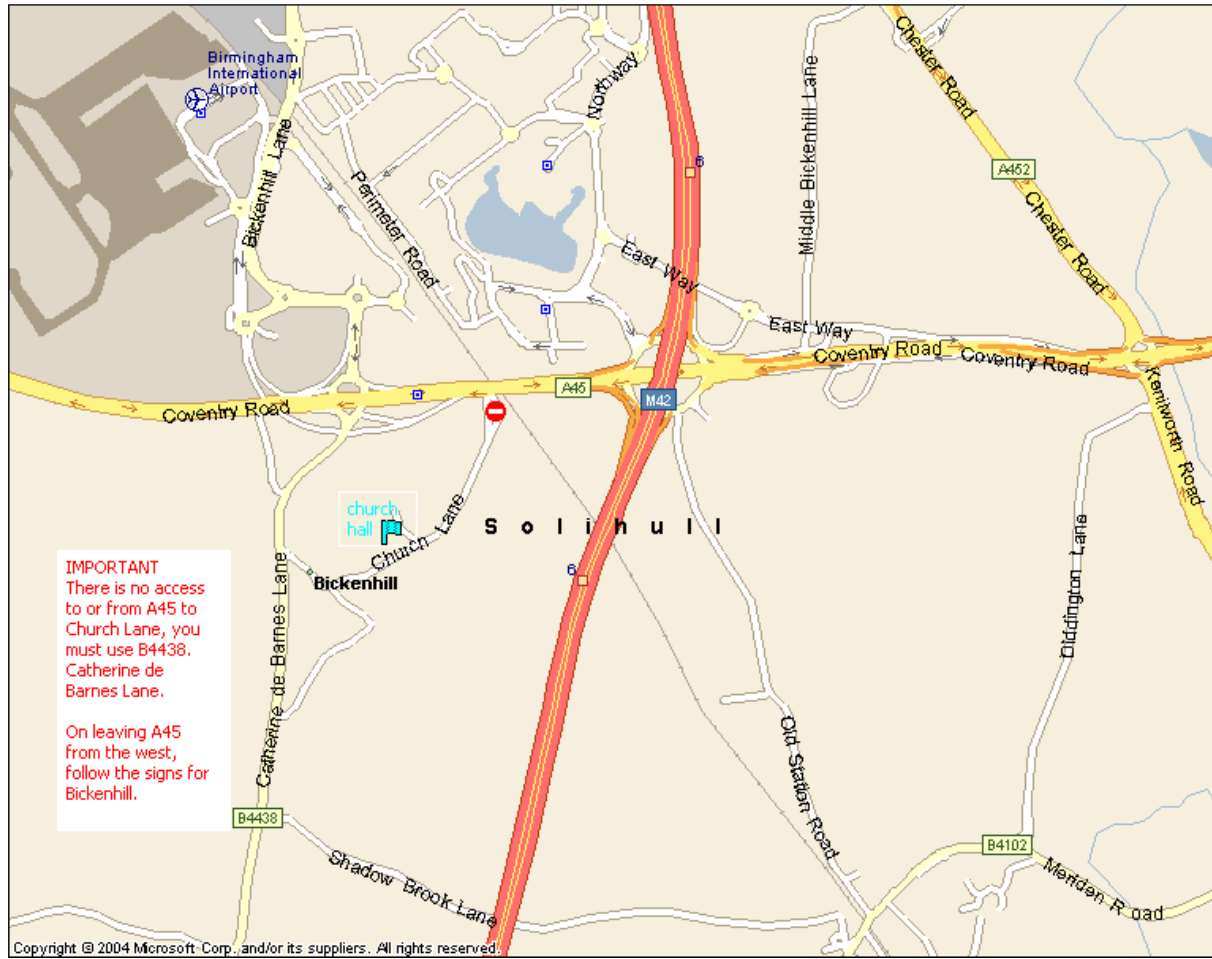 Birmingham
International
Airport
Bickenhill Lane
Perimeter Road
Northway
6
Middle Bickenhill Lane
Chester Road
A452
Chester Road
East Way
East Way
Coventry Road
Coventry Road
Coventry Road
A45
M42
Kenilworth Road
church
hall
Church Lane
Solihull
Bickenhill
6
Diddington Lane
Catherine de Barnes Lane
IMPORTANT
There is no access
to or from A45 to
Church Lane, you
must use B4438.
Catherine de
Barnes Lane.
On leaving A45
from the west,
follow the signs for
Bickenhill.
Old Station Road
B4438
B4102
Shadow Brook Lane
Meriden Road
Copyright © 2004 Microsoft Corp. and/or its suppliers. All rights reserved.